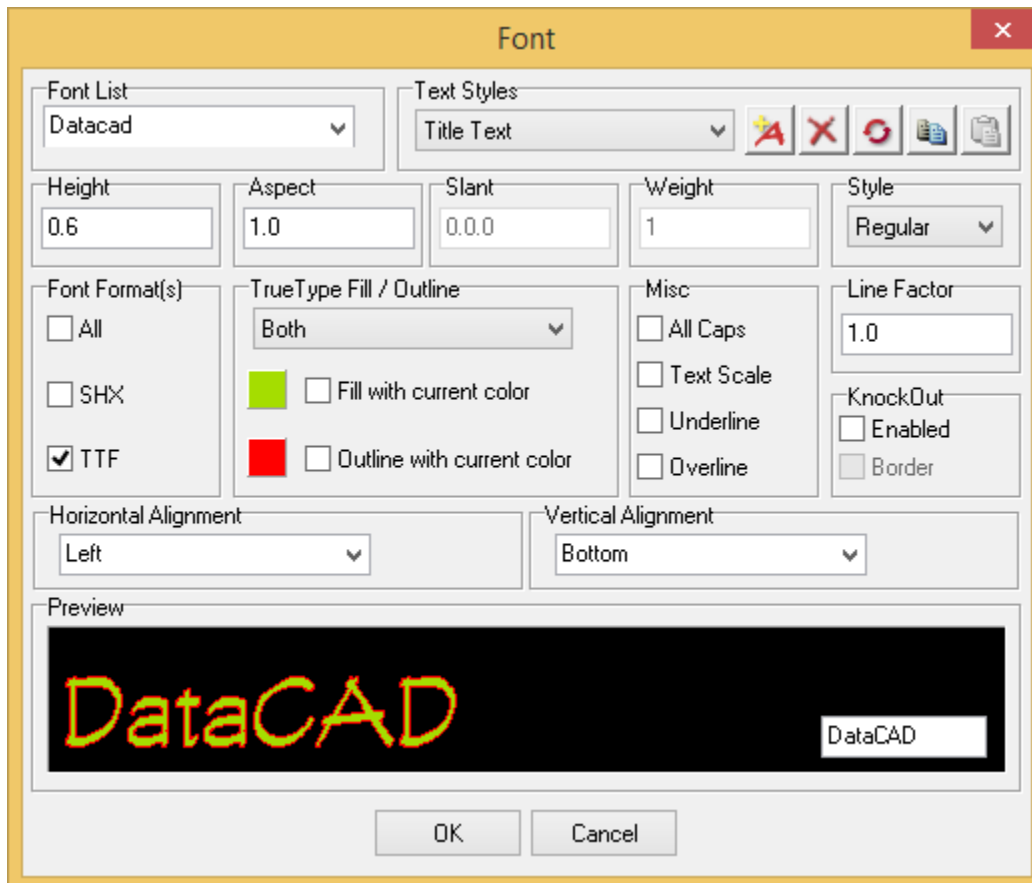 Font
Font List
Text Styles
Datacad
Title Text
Height
Aspect
Slant
Weight
Style
0.6
1.0
0.0.0
1
Regular
Font Format(s)
TrueType Fill / Outline
Misc
Line Factor
All
Both
All Caps
1.0
Text Scale
SHX
Fill with current color
KnockOut
Underline
Enabled
TTF
Outline with current color
Overline
Border
Horizontal Alignment
Vertical Alignment
Left
Bottom
Preview
DataCAD
DataCAD
OK
Cancel